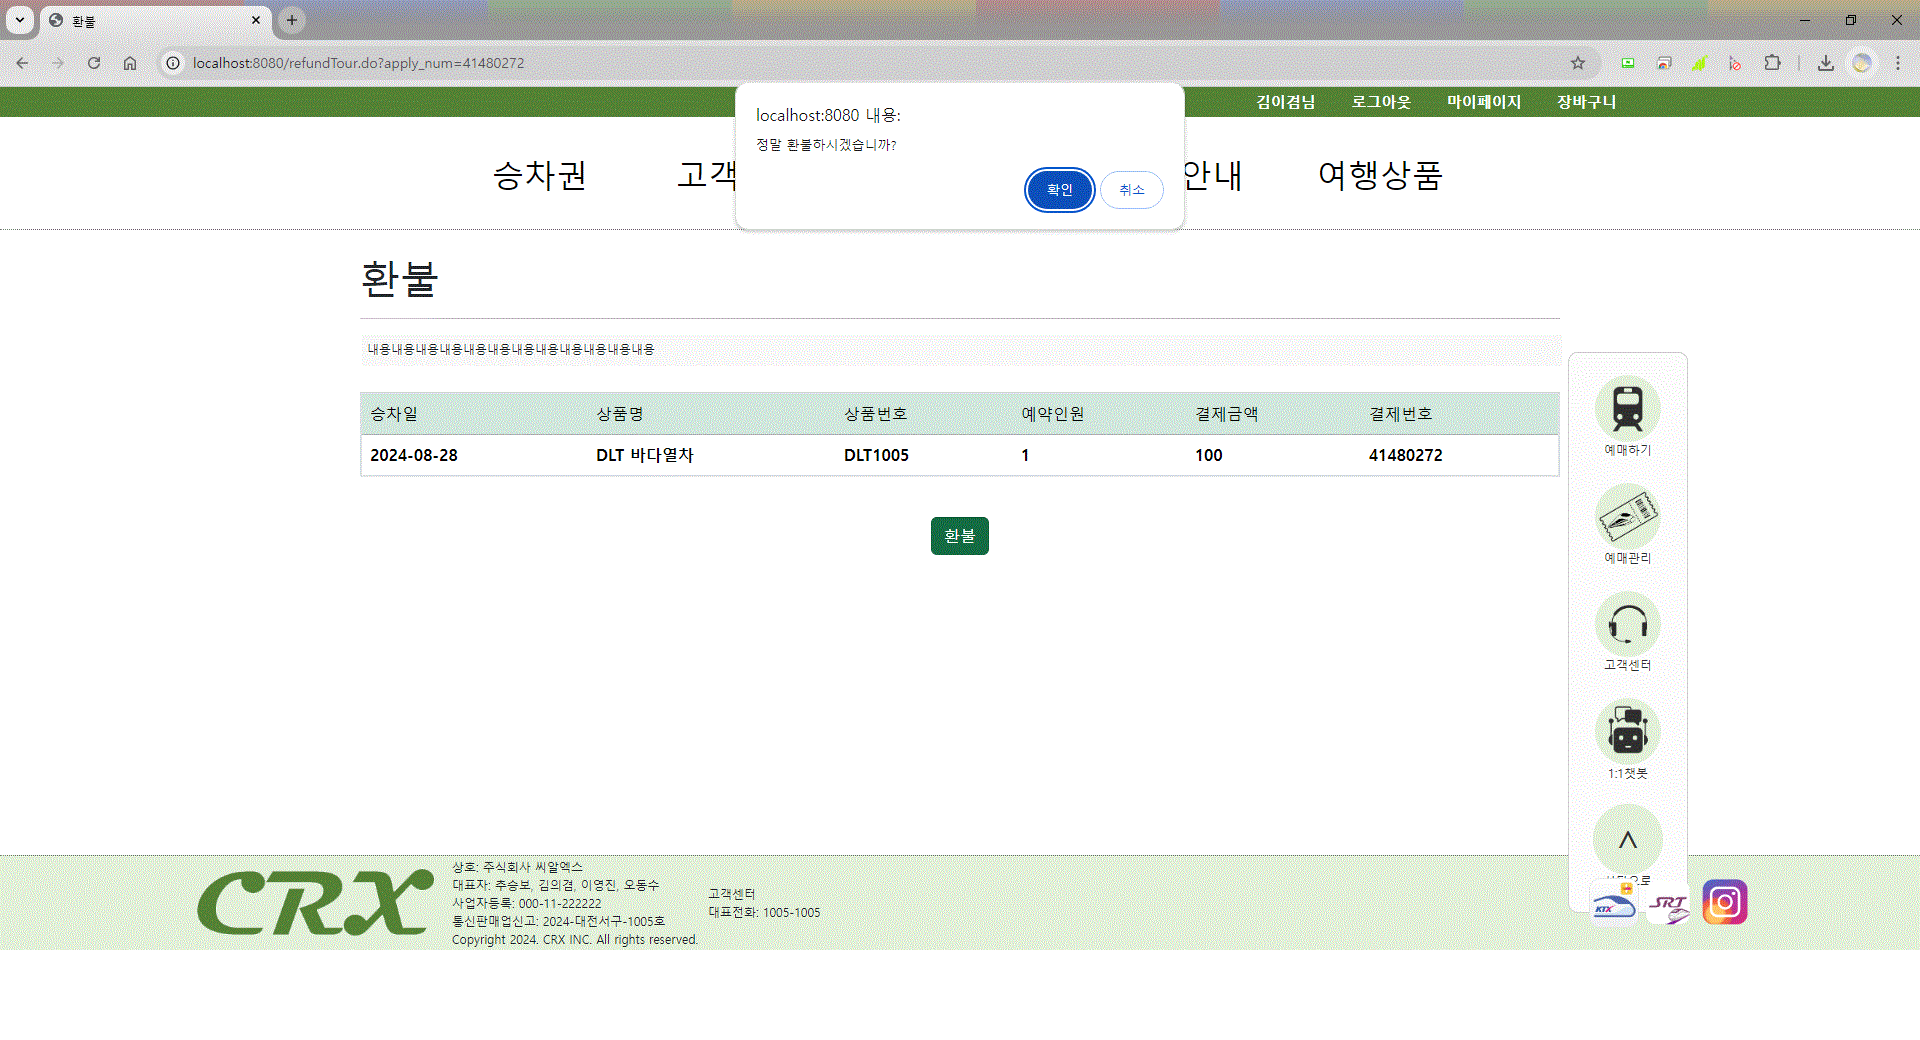 환불
localhost:8080/refundTour.do?apply_num=41480272
김이겸님 로그아웃 마이페이지 장바구니
localhost:8080 내용:
정말 환불하시겠습니까?
확인 취소
승차권 고객 안내 여행상품
환불
내용내용내용내용내용내용내용내용내용내용내용내용
승차일 상품명 상품번호 예약인원 결제금액 결제번호
2024-08-28 DLT 바다열차 DLT1005 1 100 41480272
환불
예매하기
예매관리
고객센터
1:1챗봇
CRX
상호: 주식회사 씨알엑스
대표자: 추승보, 김의겸, 이영진, 오동수
사업자등록: 000-11-222222
통신판매업신고: 2024-대전서구-1005호
Copyright 2024. CRX INC. All rights reserved.
고객센터
대표전화: 1005-1005
KTX
SRT